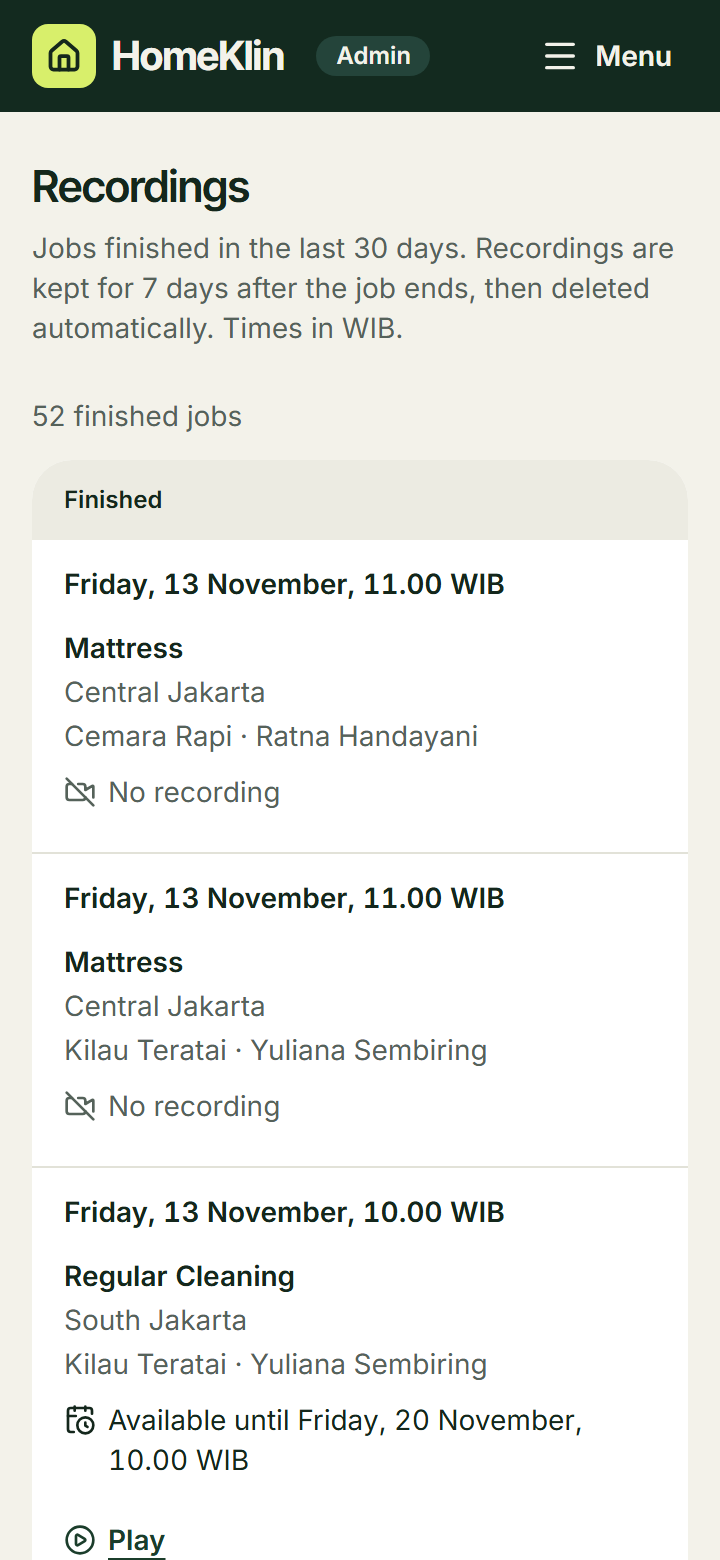 HomeKlin
Admin
Menu
Recordings
Jobs finished in the last 30 days. Recordings are
kept for 7 days after the job ends, then deleted
automatically. Times in WIB.
52 finished jobs
Finished
Friday, 13 November, 11.00 WIB
Mattress
Central Jakarta
Cemara Rapi · Ratna Handayani
No recording
Friday, 13 November, 11.00 WIB
Mattress
Central Jakarta
Kilau Teratai · Yuliana Sembiring
No recording
Friday, 13 November, 10.00 WIB
Regular Cleaning
South Jakarta
Kilau Teratai · Yuliana Sembiring
Available until Friday, 20 November,
10.00 WIB
Play